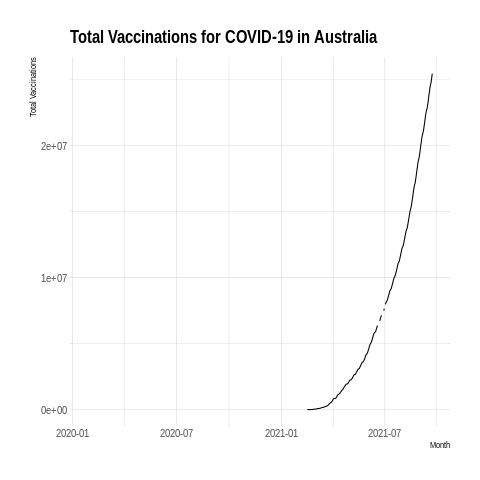 Total Vaccinations for COVID-19 in Australia
Total Vaccinations
2e+07
1e+07
0e+00
2020-01 2020-07 2021-01 2021-07
Month